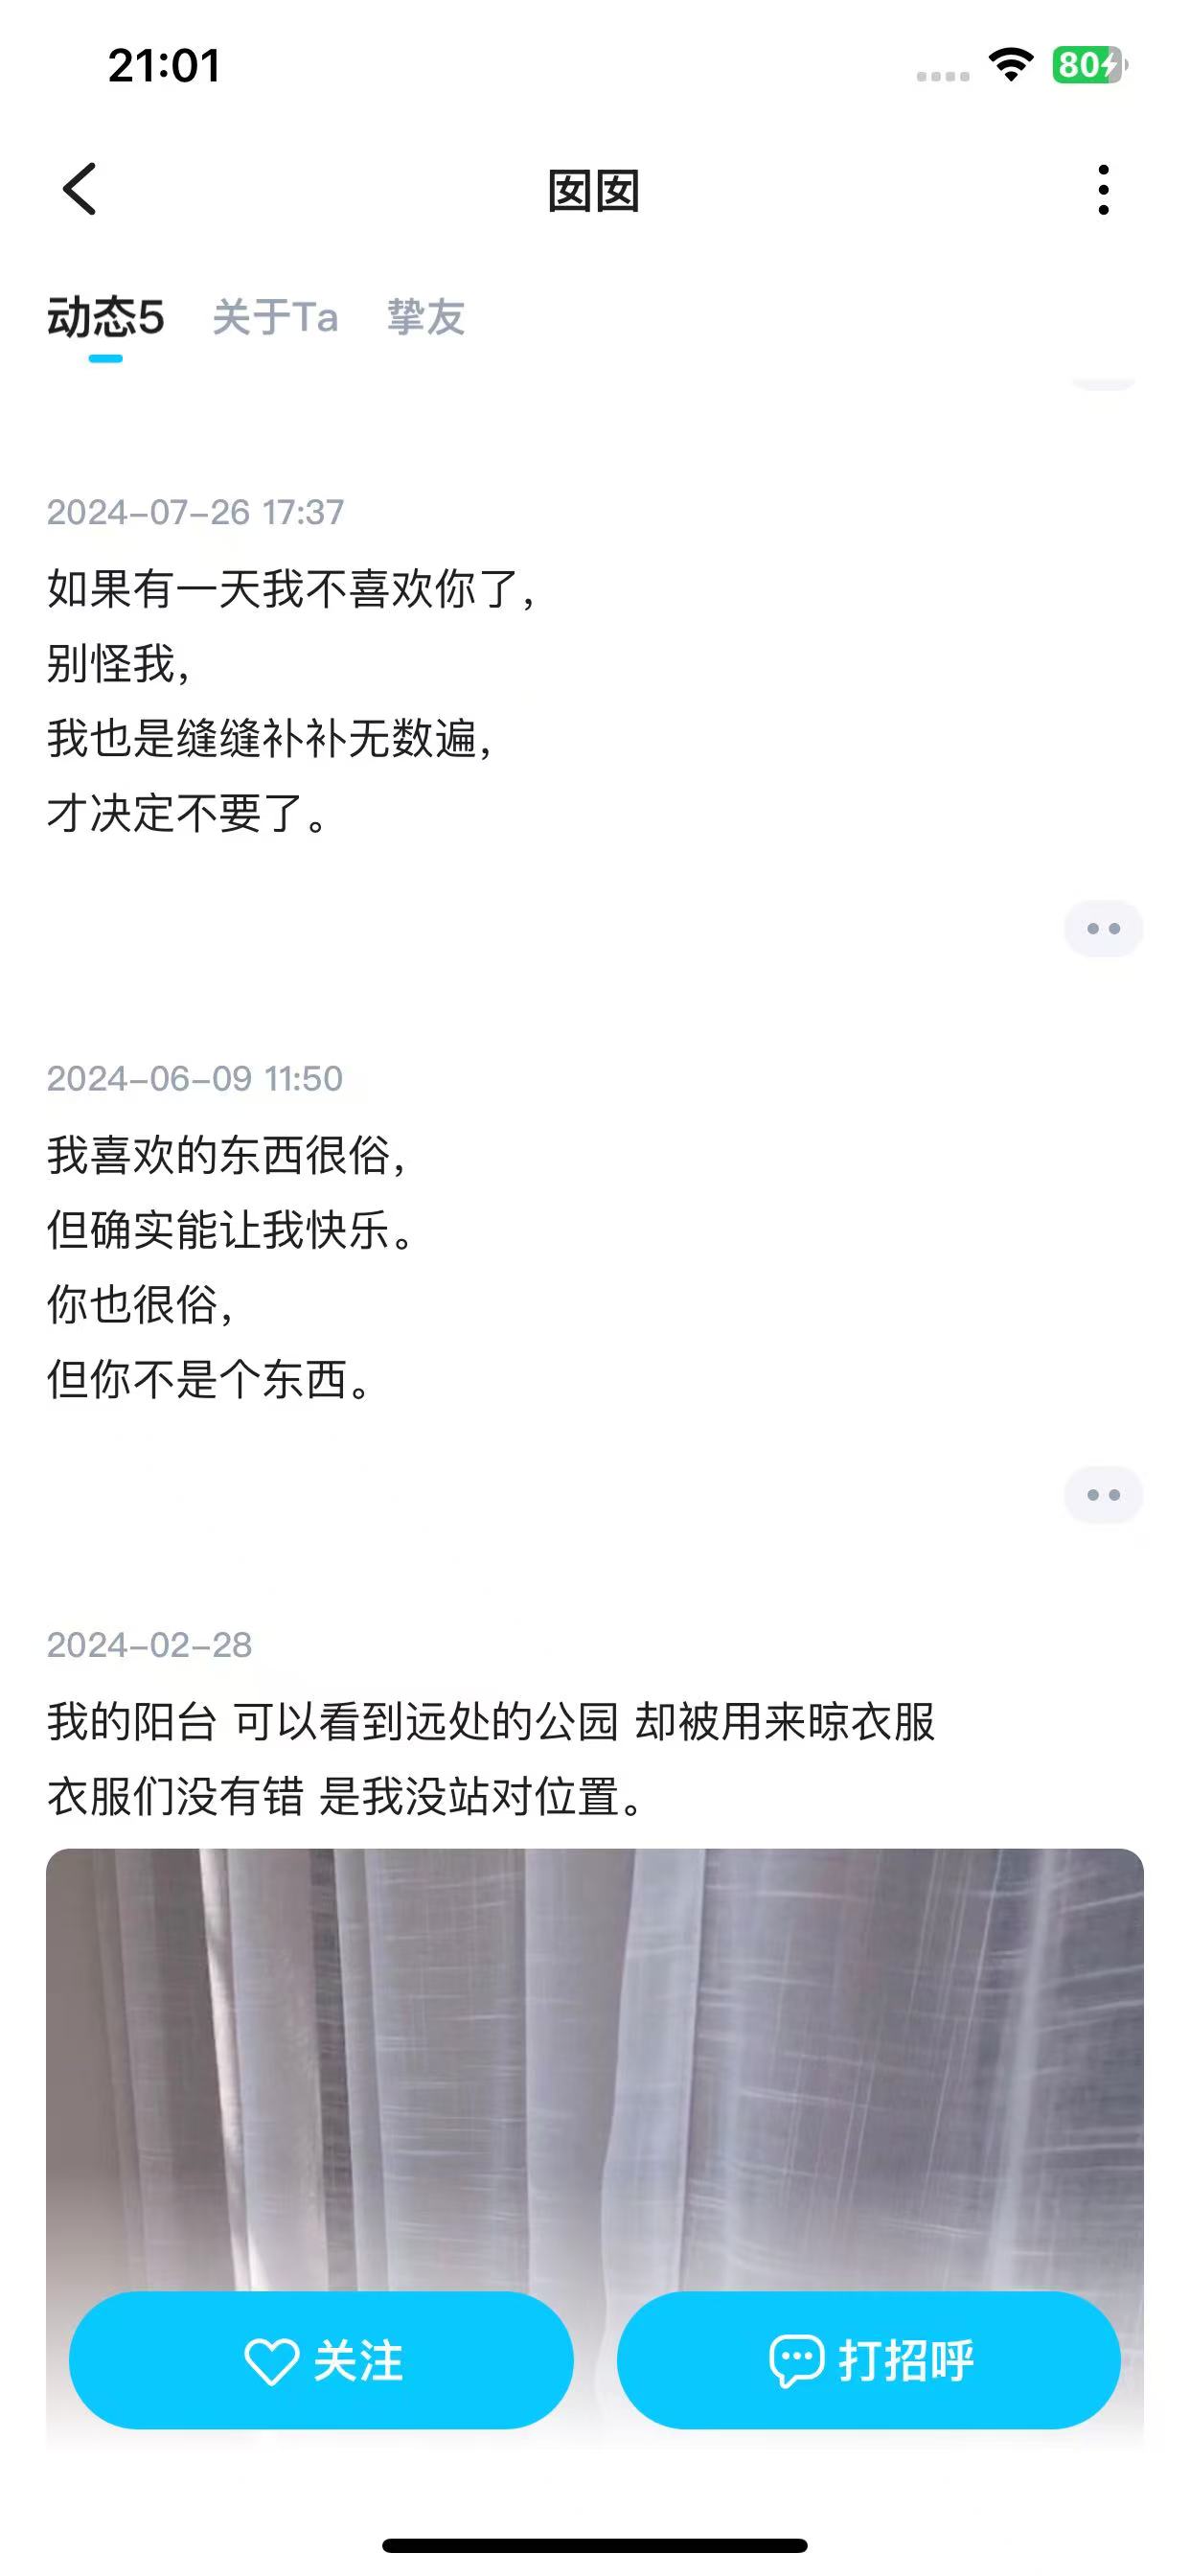 21:01
80
囡囡
动态5 关于Ta 挚友
2024-07-26 17:37
如果有一天我不喜欢你了，
别怪我，
我也是缝缝补补无数遍，
才决定不要了。
2024-06-09 11:50
我喜欢的东西很俗，
但确实能让我快乐。
你也很俗，
但你不是个东西。
2024-02-28
我的阳台 可以看到远处的公园 却被用来晾衣服
衣服们没有错 是我没站对位置。
关注 打招呼